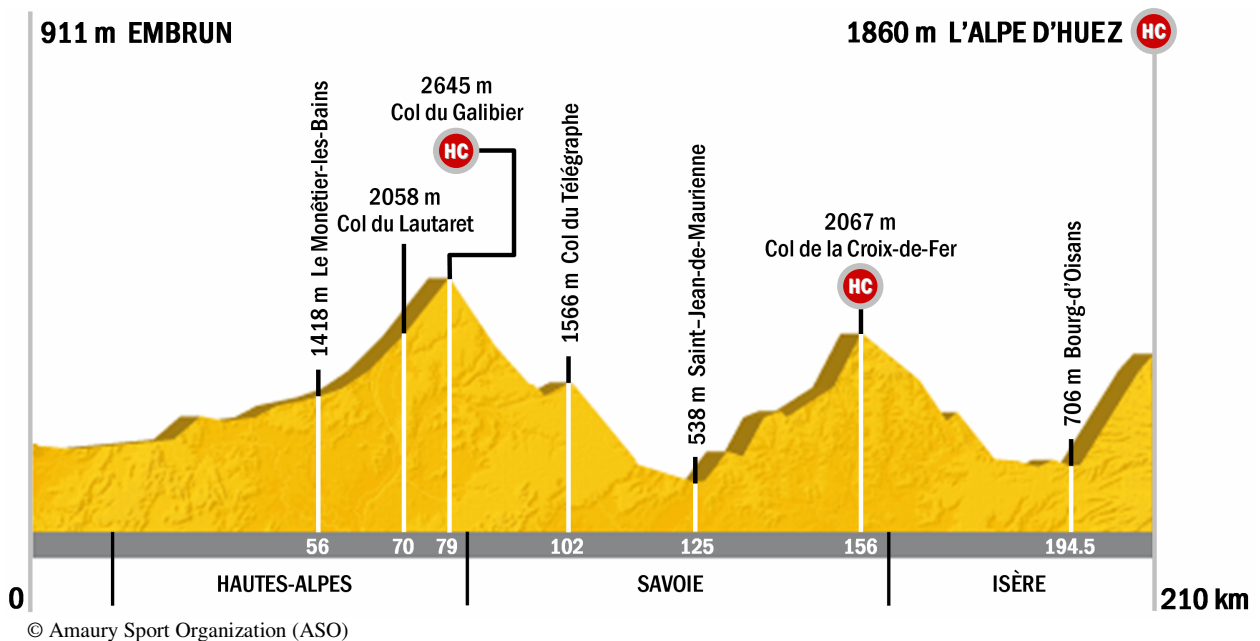 911 m EMBRUN
1860 m L'ALPE D'HUEZ HC
2645 m
Col du Galibier
HC
2058 m
Col du Lautaret
1418 m Le Monêtier-les-Bains
1566 m Col du Télégraphe
538 m Saint-Jean-de-Maurienne
2067 m
Col de la Croix-de-Fer
HC
706 m Bourg-d'Oisans
56 70 79 102 125 156 194.5
HAUTES-ALPES SAVOIE ISÈRE
0 210 km
© Amaury Sport Organization (ASO)